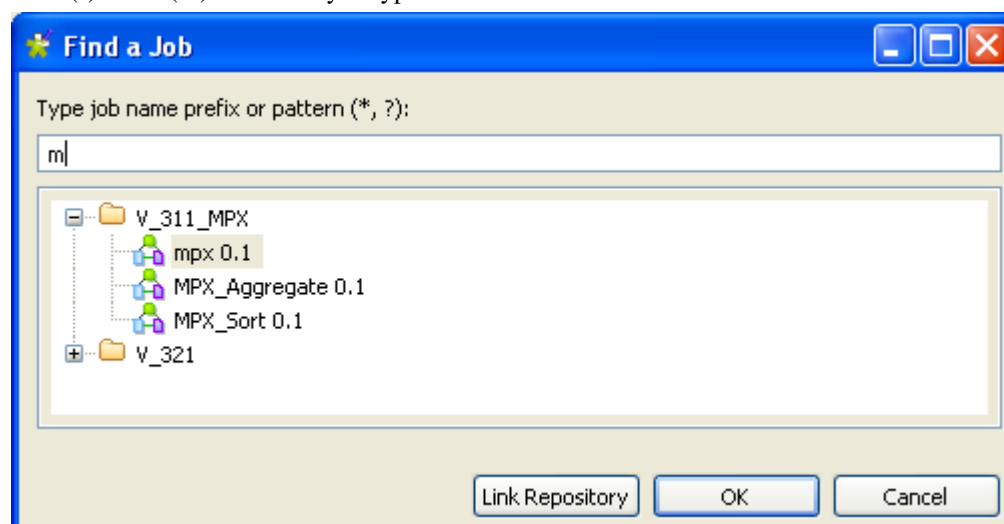 Find a Job
Type job name prefix or pattern (*, ?):
m
V_311_MPX
mpx 0.1
MPX_Aggregate 0.1
MPX_Sort 0.1
V_321
Link Repository OK Cancel